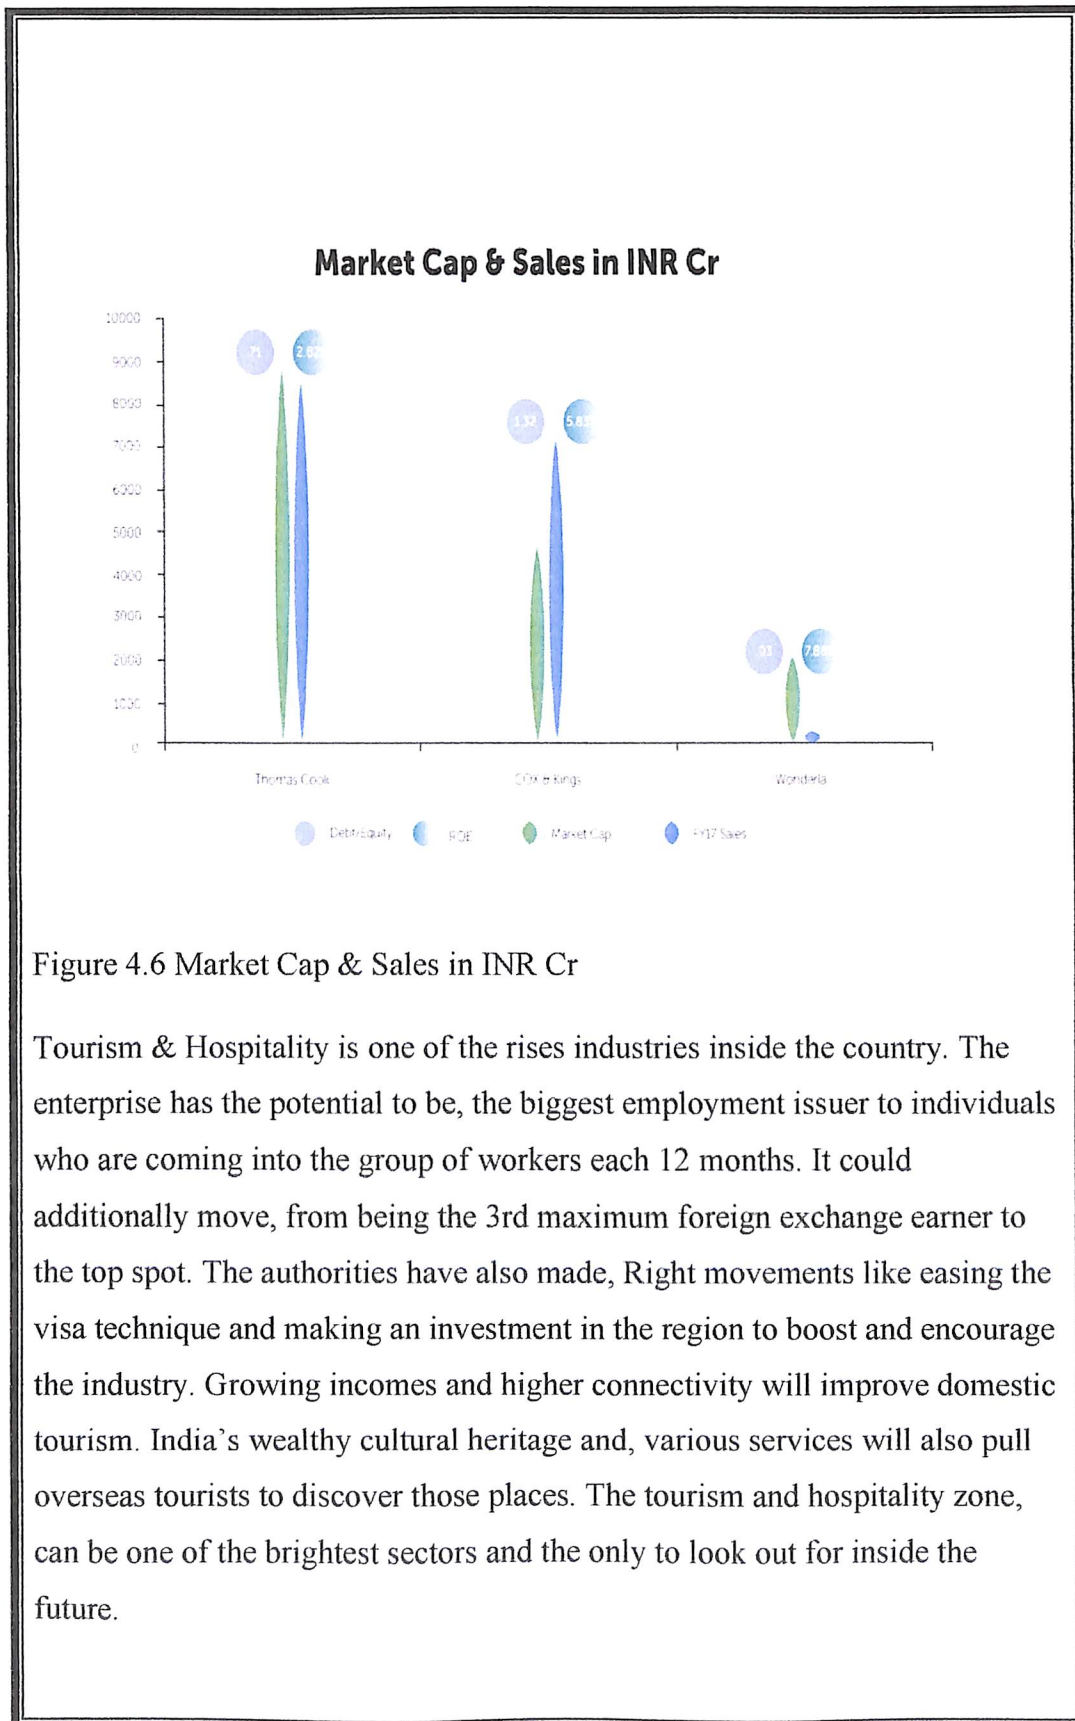 Market Cap & Sales in INR Cr
10000
9000
8000
7000
6000
5000
4000
3000
2000
1000
0
.71
2.82
1.32
5.83
.03
Thomas Cook
COX & Kings
Wonderla
Debt/Equity ROE Market Cap FY17 Sales
Figure 4.6 Market Cap & Sales in INR Cr
Tourism & Hospitality is one of the rises industries inside the country. The
enterprise has the potential to be, the biggest employment issuer to individuals
who are coming into the group of workers each 12 months. It could
additionally move, from being the 3rd maximum foreign exchange earner to
the top spot. The authorities have also made, Right movements like easing the
visa technique and making an investment in the region to boost and encourage
the industry. Growing incomes and higher connectivity will improve domestic
tourism. India’s wealthy cultural heritage and, various services will also pull
overseas tourists to discover those places. The tourism and hospitality zone,
can be one of the brightest sectors and the only to look out for inside the
future.